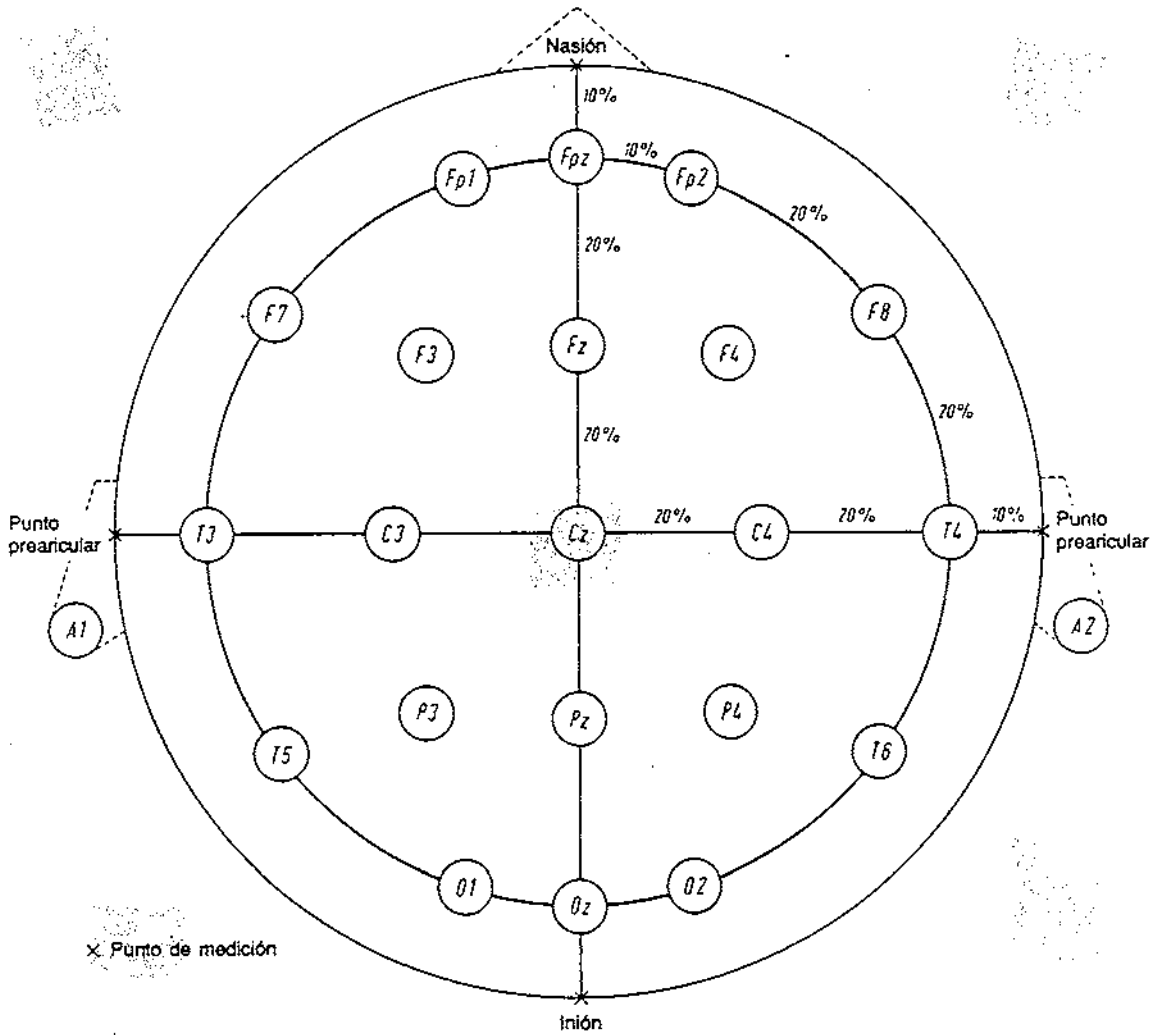 Nasión
10%
Fpz
10%
Fp1
Fp2
20%
20%
F7
F8
F3
Fz
F4
20%
20%
Punto
prearicular
T3
C3
Cz
20%
C4
20%
T4
10%
Punto
prearicular
A1
A2
P3
Pz
P4
T5
T6
O1
Oz
O2
× Punto de medición
Inión